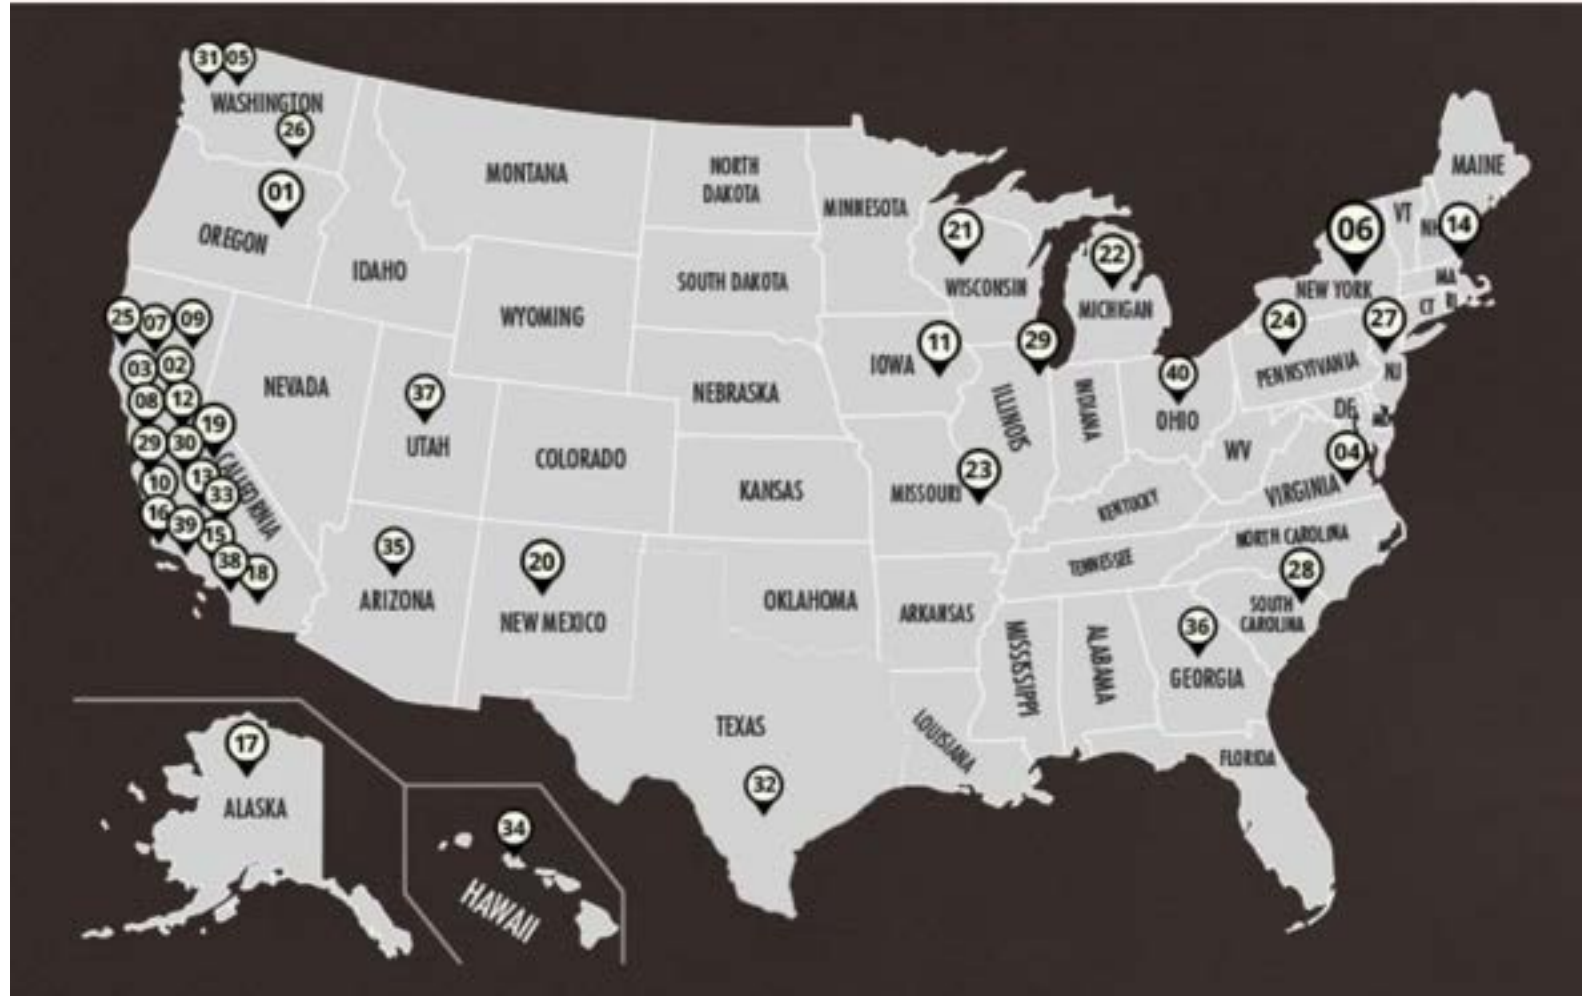 31 05
WASHINGTON
26
01
OREGON
MONTANA
IDAHO
NORTH
DAKOTA
MINNESOTA
SOUTH DAKOTA
WYOMING
21
WISCONSIN
22
MICHIGAN
MAINE
VT
NH
14
06
NEW YORK
MA
CT
RI
25
07
09
03
02
08
12
19
29
30
10
13
33
CALIFORNIA
16
39
15
38
18
NEVADA
37
UTAH
COLORADO
NEBRASKA
KANSAS
IOWA
11
29
ILLINOIS
INDIANA
40
OHIO
24
PENNSYLVANIA
27
NJ
DE
WV
04
VIRGINIA
23
MISSOURI
KENTUCKY
TENNESSEE
NORTH CAROLINA
28
SOUTH
CAROLINA
35
ARIZONA
20
NEW MEXICO
OKLAHOMA
ARKANSAS
MISSISSIPPI
ALABAMA
36
GEORGIA
TEXAS
32
LOUISIANA
FLORIDA
17
ALASKA
34
HAWAII